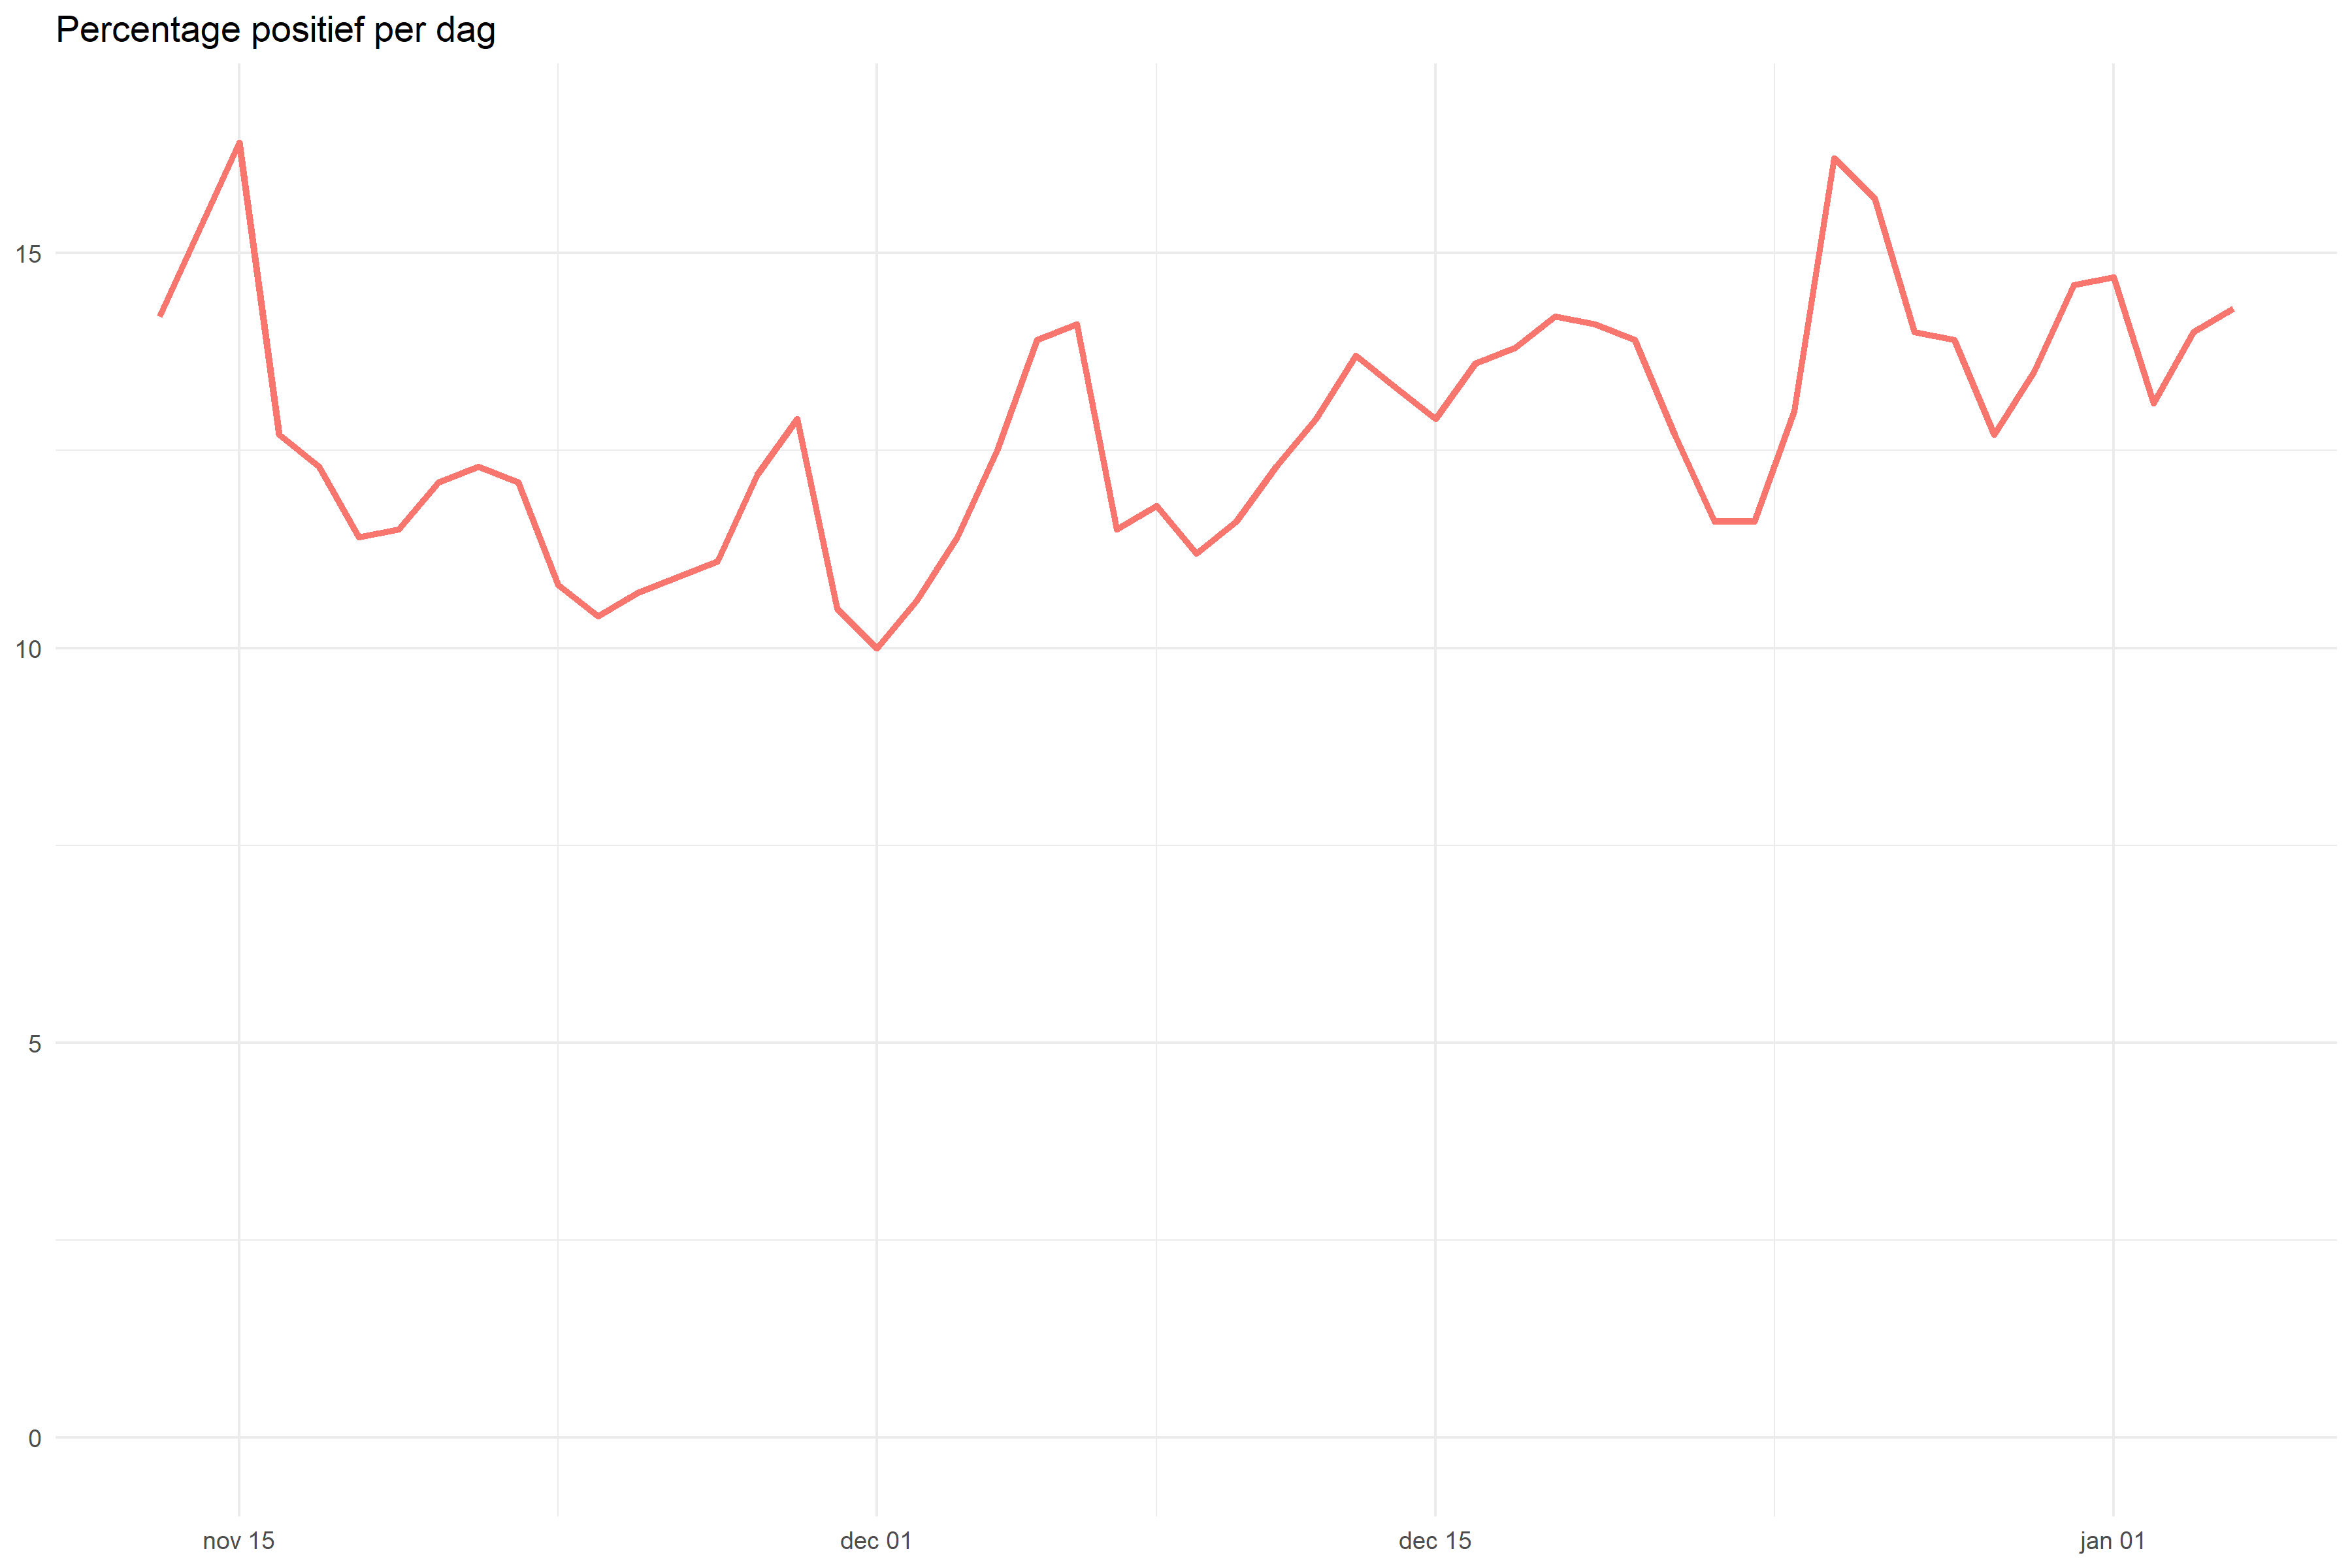 Percentage positief per dag
15
10
5
0
nov 15
dec 01
dec 15
jan 01